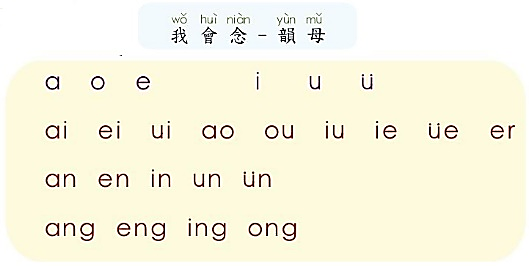 wǒ huì niàn yùn mǔ
我會念-韻母
a o e i u ü
ai ei ui ao ou iu ie üe er
an en in un ün
ang eng ing ong